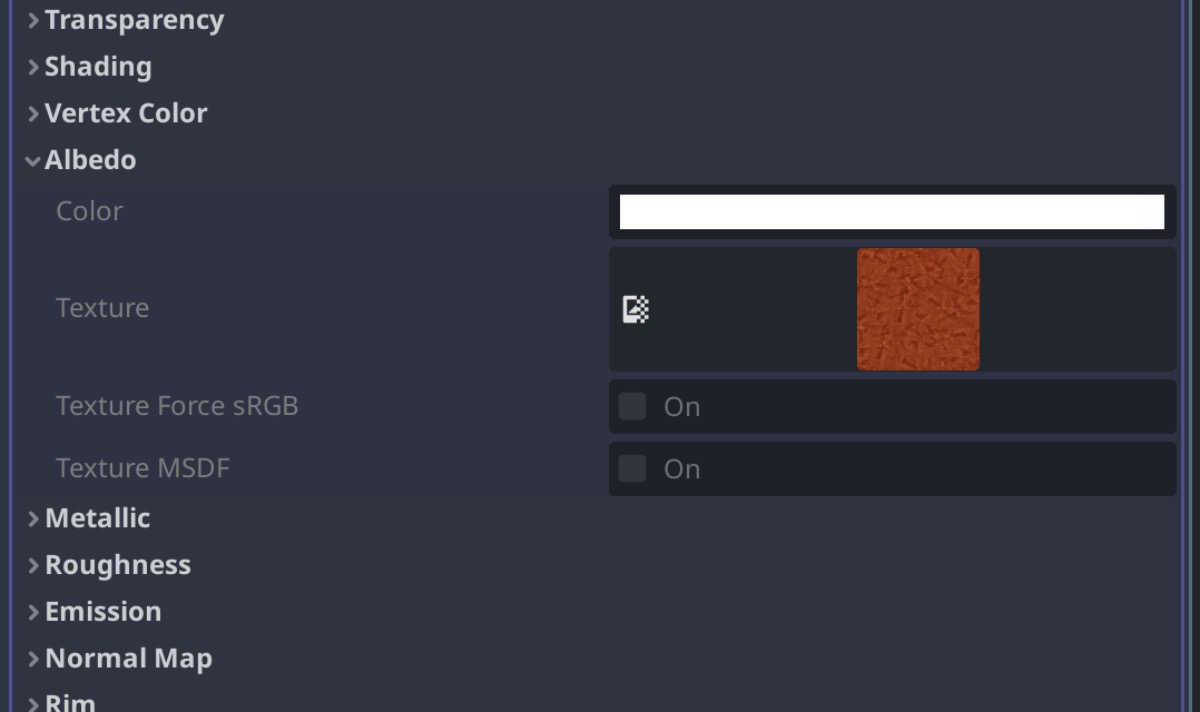 Transparency
Shading
Vertex Color
Albedo
Color
Texture
Texture Force sRGB
On
Texture MSDF
On
Metallic
Roughness
Emission
Normal Map
Rim